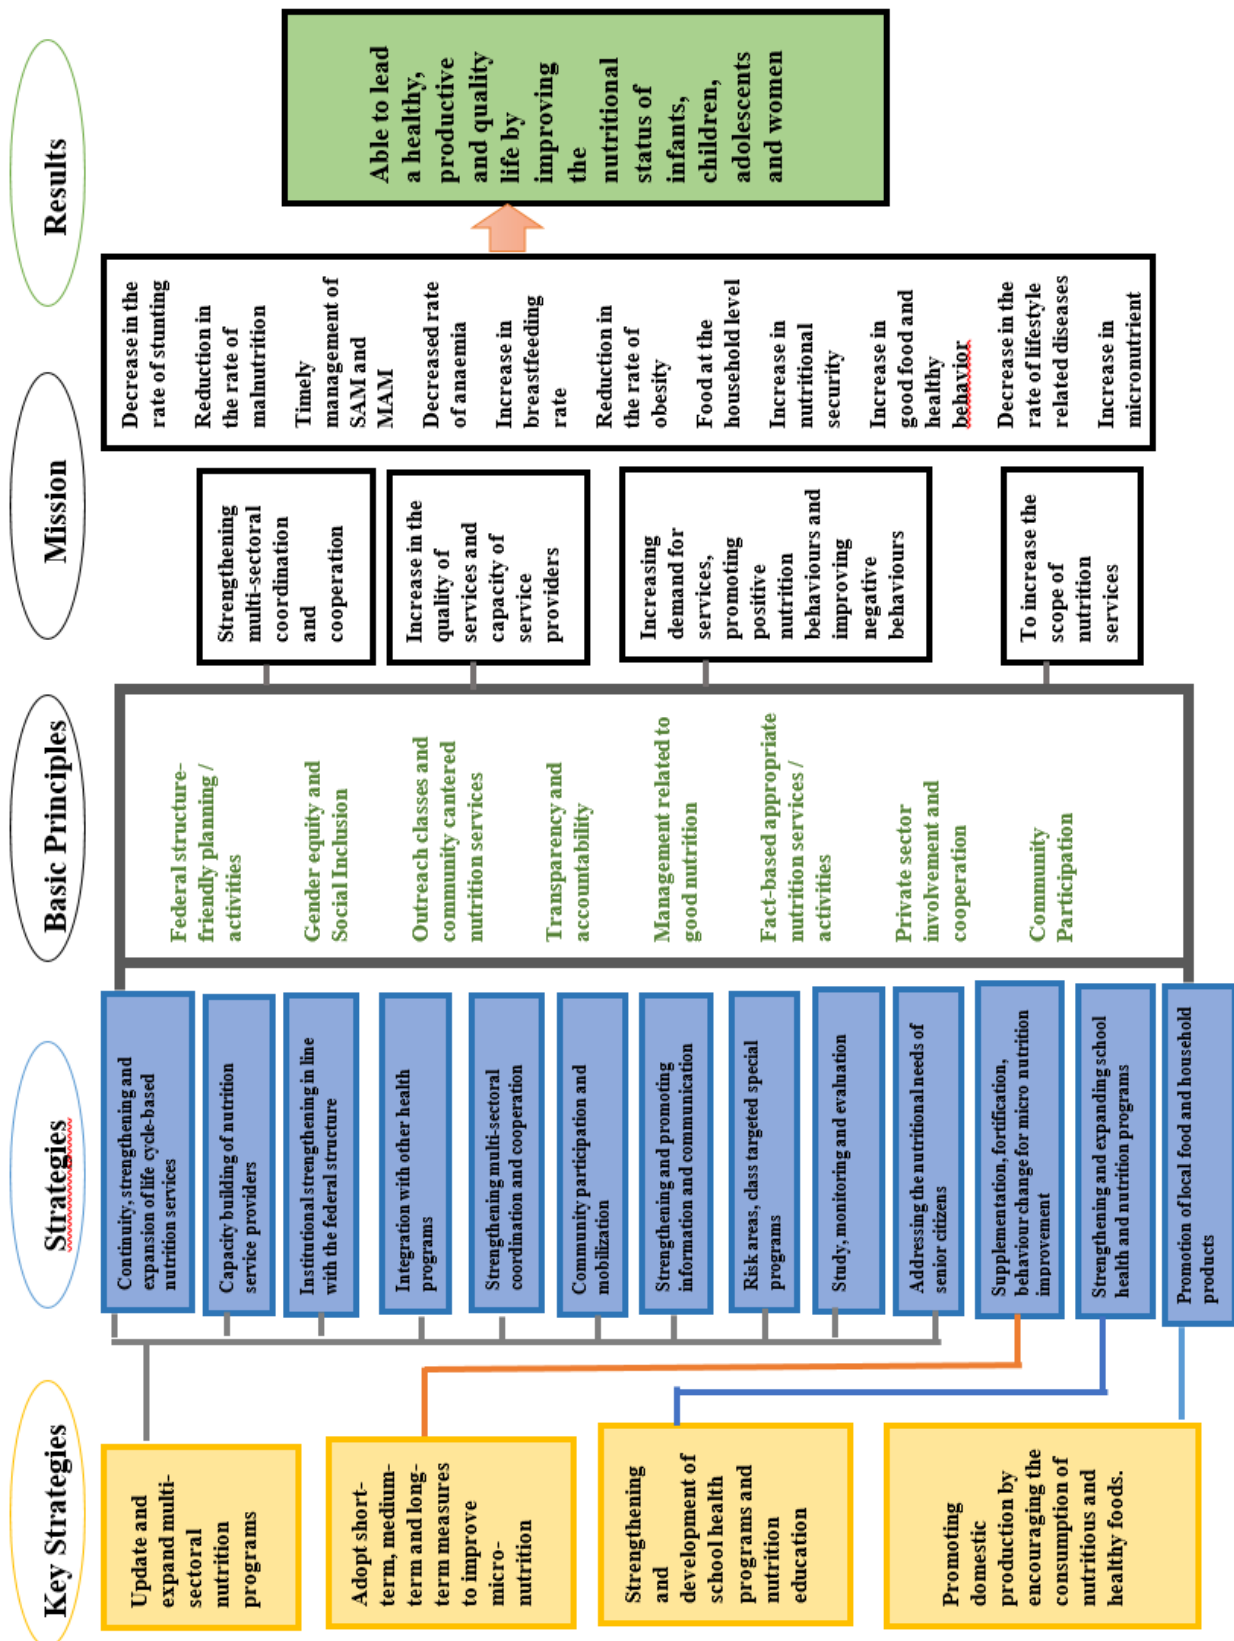 Key Strategies
Strategies
Basic Principles
Mission
Results
Update and
expand multi-
sectoral
nutrition
programs
Adopt short-
term, medium-
term and long-
term measures
to improve
micro-
nutrition
Strengthening
and
development of
school health
programs and
nutrition
education
Promoting
domestic
production by
encouraging the
consumption of
nutritious and
healthy foods.
Continuity, strengthening and
expansion of life cycle-based
nutrition services
Capacity building of nutrition
service providers
Institutional strengthening in line
with the federal structure
Integration with other health
programs
Strengthening multi-sectoral
coordination and cooperation
Community participation and
mobilization
Strengthening and promoting
information and communication
Risk areas, class targeted special
programs
Study, monitoring and evaluation
Addressing the nutritional needs of
senior citizens
Supplementation, fortification,
behaviour change for micro nutrition
improvement
Strengthening and expanding school
health and nutrition programs
Promotion of local food and household
products
Federal structure-
friendly planning /
activities
Gender equity and
Social Inclusion
Outreach classes and
community cantered
nutrition services
Transparency and
accountability
Management related to
good nutrition
Fact-based appropriate
nutrition services /
activities
Private sector
involvement and
cooperation
Community
Participation
Strengthening
multi-sectoral
coordination
and
cooperation
Increase in the
quality of
services and
capacity of
service
providers
Increasing
demand for
services,
promoting
positive
nutrition
behaviours and
improving
negative
behaviours
To increase the
scope of
nutrition
services
Decrease in the
rate of stunting
Reduction in
the rate of
malnutrition
Timely
management of
SAM and
MAM
Decreased rate
of anaemia
Increase in
breastfeeding
rate
Reduction in
the rate of
obesity
Food at the
household level
Increase in
nutritional
security
Increase in
good food and
healthy
behavior
Decrease in the
rate of lifestyle
related diseases
Increase in
micronutrient
Able to lead
a healthy,
productive
and quality
life by
improving
the
nutritional
status of
infants,
children,
adolescents
and women